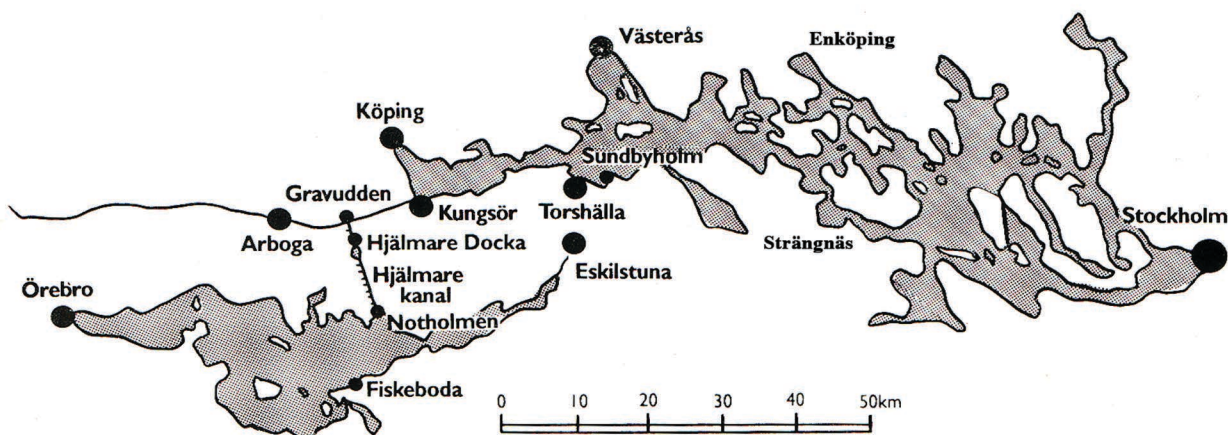 Västerås
Enköping
Köping
Sundbyholm
Gravudden
Kungsör
Torshälla
Stockholm
Arboga
Hjälmare Docka
Strängnäs
Eskilstuna
Hjälmare
kanal
Örebro
Notholmen
Fiskeboda
0 10 20 30 40 50km